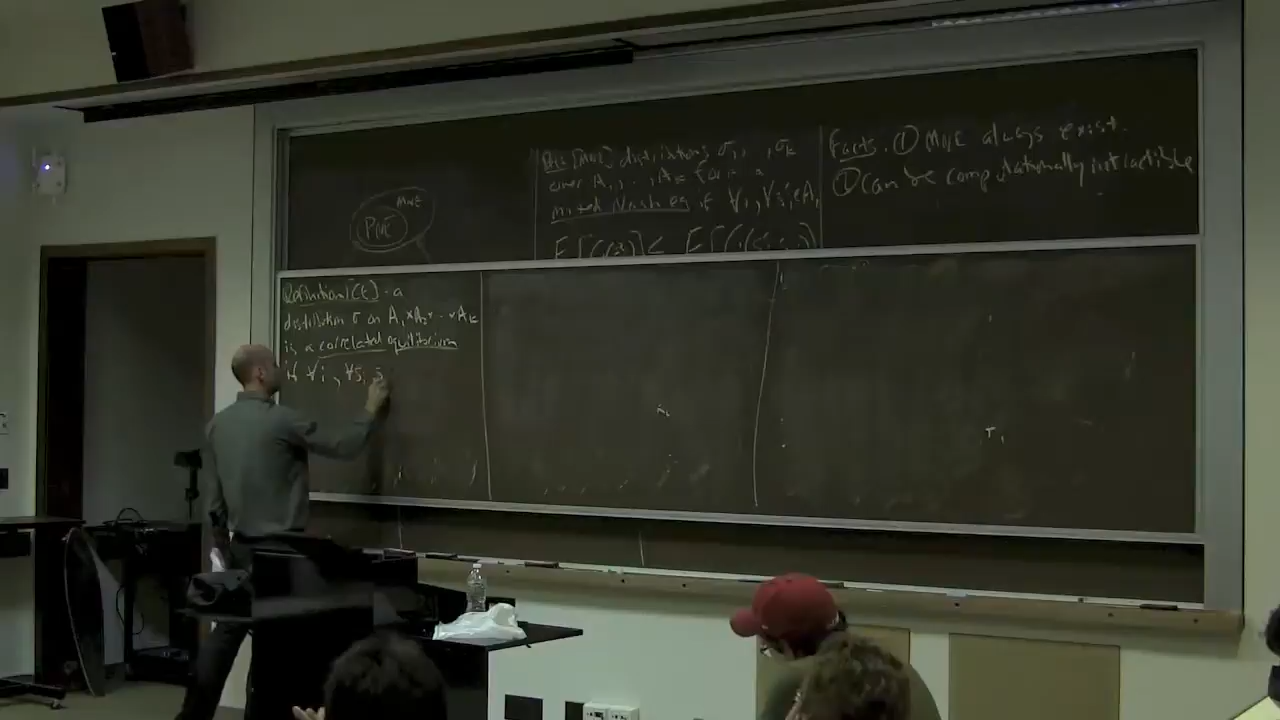 MNE
PNE
Def [MNE] distributions σ₁, ..., σₖ
over A₁, ..., Aₖ form a
mixed Nash eq if ∀i, ∀s'ᵢ∈Aᵢ
Facts. ① MNE always exist.
② Can be computationally intractible
Definition [CE] - a
distribution σ on A₁×A₂×...×Aₖ
is a correlated equilibrium
if ∀i, ∀sᵢ s